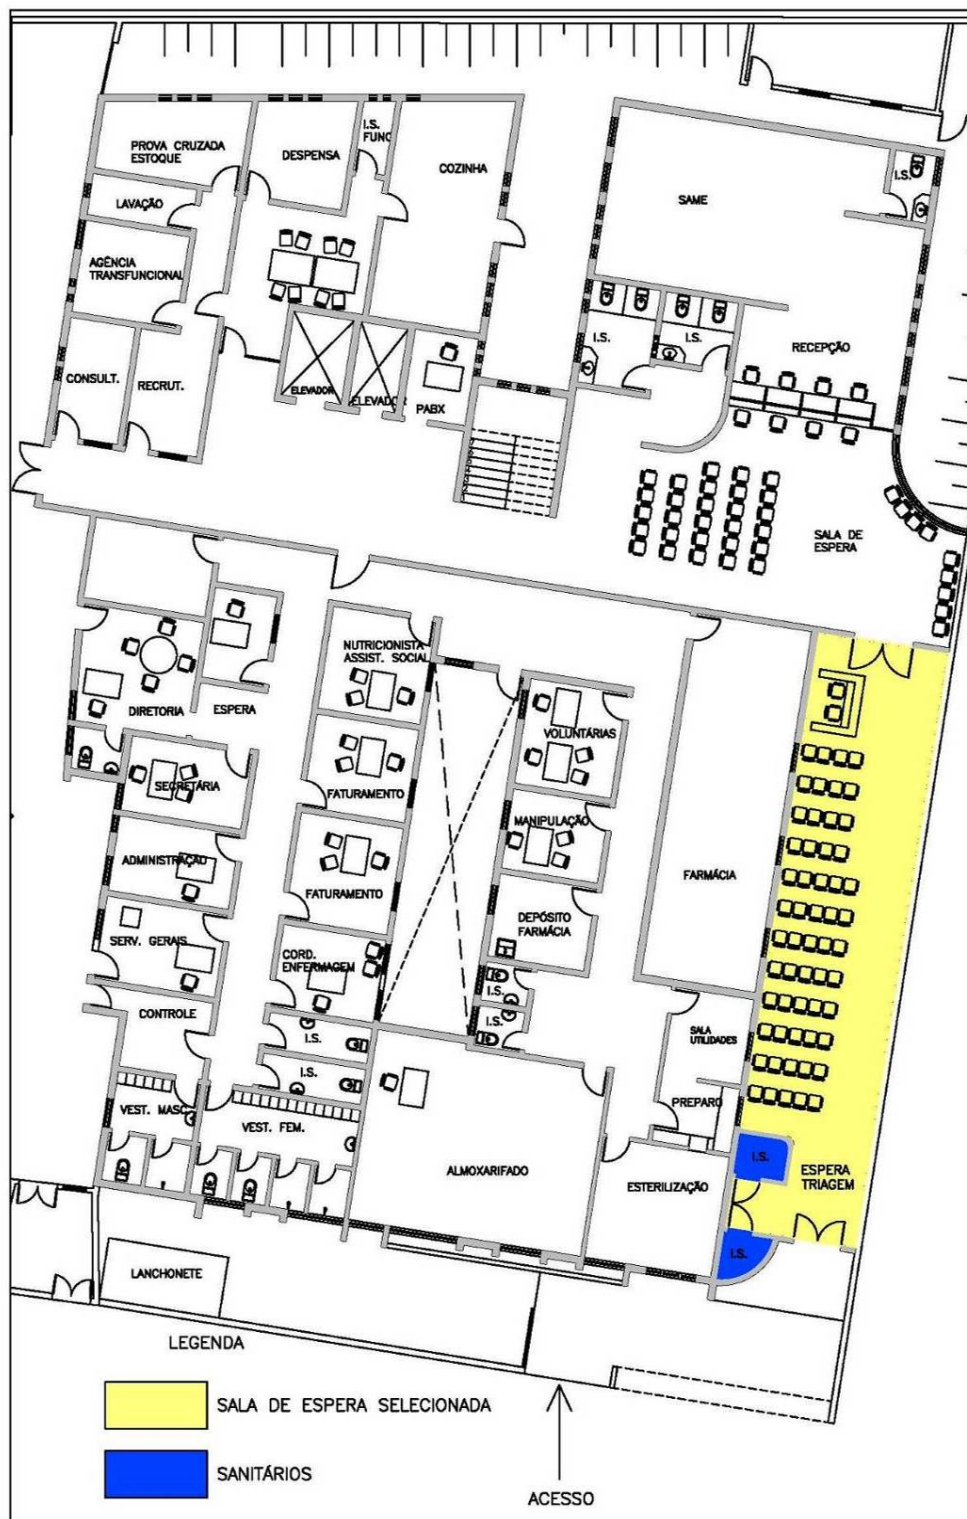 PROVA CRUZADA
ESTOQUE
DESPENSA
I.S.
FUNC
COZINHA
SAME
I.S.
LAVAÇÃO
AGÊNCIA
TRANSFUNCIONAL
CONSULT.
RECRUT.
ELEVADOR
ELEVADOR
PABX
I.S.
I.S.
RECEPÇÃO
SALA DE
ESPERA
NUTRICIONISTA
ASSIST. SOCIAL
DIRETORIA
ESPERA
VOLUNTÁRIAS
SECRETÁRIA
FATURAMENTO
MANIPULAÇÃO
ADMINISTRAÇÃO
FATURAMENTO
FARMÁCIA
DEPÓSITO
FARMÁCIA
SERV. GERAIS
CORD.
ENFERMAGEM
I.S.
I.S.
CONTROLE
I.S.
I.S.
SALA
UTILIDADES
PREPARO
VEST. MASC.
VEST. FEM.
ALMOXARIFADO
ESTERILIZAÇÃO
I.S.
ESPERA
TRIAGEM
I.S.
LANCHONETE
LEGENDA
SALA DE ESPERA SELECIONADA
SANITÁRIOS
ACESSO